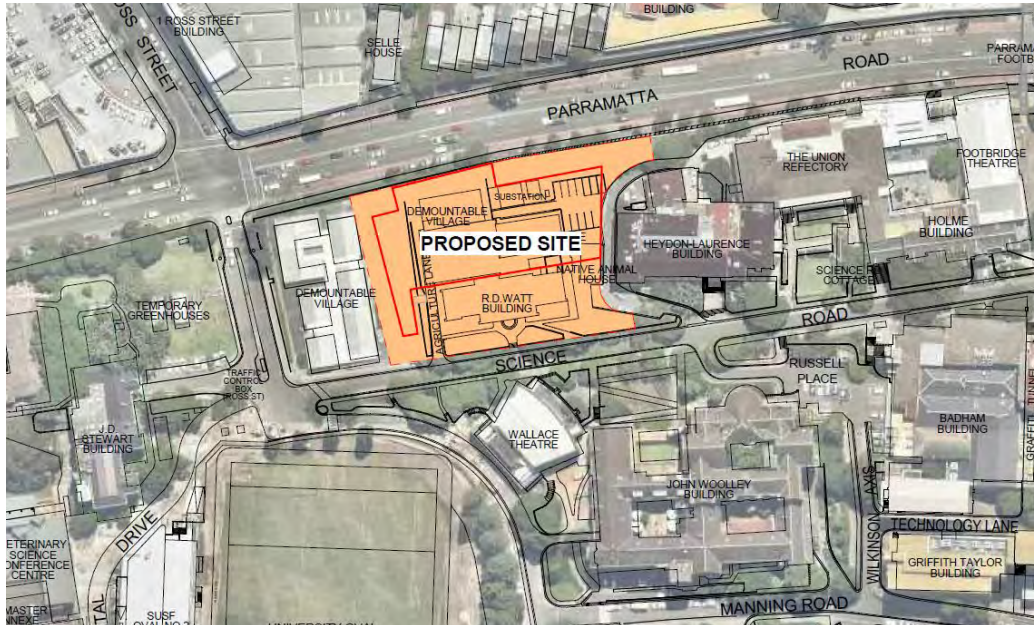 BUILDING
1 ROSS STREET
BUILDING
ROSS STREET
SELLE
HOUSE
PARRAMATTA
ROAD
FOOTB
THE UNION
REFECTORY
FOOTBRIDGE
THEATRE
SUBSTATION
DEMOUNTABLE
VILLAGE
PROPOSED SITE
HEYDON-LAURENCE
BUILDING
HOLME
BUILDING
NATIVE ANIMAL
HOUSE
SCIENCE RD
COTTAGE
DEMOUNTABLE
VILLAGE
AGRICULTURE LANE
R.D.WATT
BUILDING
TEMPORARY
GREENHOUSES
SCIENCE
ROAD
TRAFFIC
CONTROL
BOX
(ROSS ST)
RUSSELL
PLACE
J.D.
STEWART
BUILDING
WALLACE
THEATRE
BADHAM
BUILDING
JOHN WOOLLEY
BUILDING
WILKINSON
AXIS
TECHNOLOGY LANE
DRIVE
GRIFFITH TAYLOR
BUILDING
SCIENCE
CENTRE
MANNING ROAD
SUSF